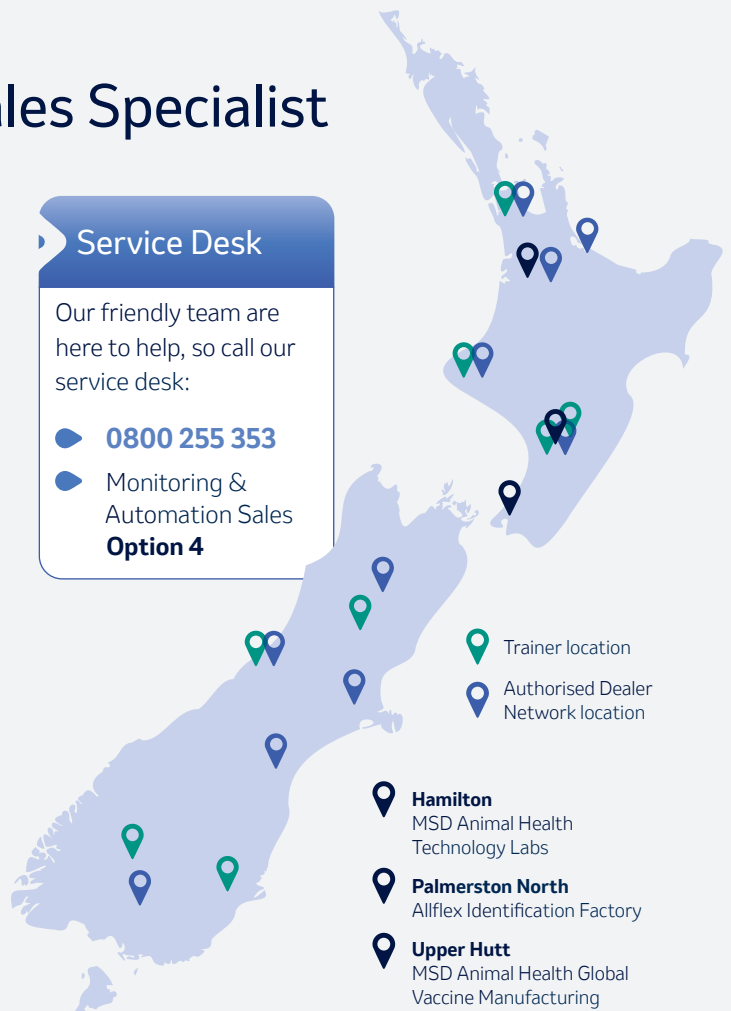 ales Specialist
Service Desk
Our friendly team are
here to help, so call our
service desk:
0800 255 353
Monitoring &
Automation Sales
Option 4
Trainer location
Authorised Dealer
Network location
Hamilton
MSD Animal Health
Technology Labs
Palmerston North
Allflex Identification Factory
Upper Hutt
MSD Animal Health Global
Vaccine Manufacturing